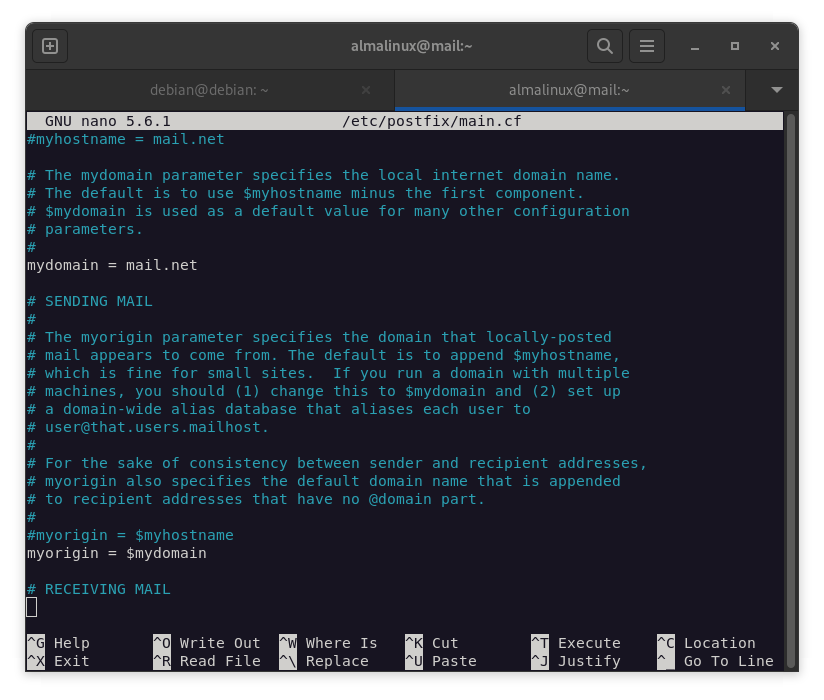 almalinux@mail:~
debian@debian: ~
almalinux@mail:~
GNU nano 5.6.1 /etc/postfix/main.cf
#myhostname = mail.net
# The mydomain parameter specifies the local internet domain name.
# The default is to use $myhostname minus the first component.
# $mydomain is used as a default value for many other configuration
# parameters.
#
mydomain = mail.net
# SENDING MAIL
#
# The myorigin parameter specifies the domain that locally-posted
# mail appears to come from. The default is to append $myhostname,
# which is fine for small sites.  If you run a domain with multiple
# machines, you should (1) change this to $mydomain and (2) set up
# a domain-wide alias database that aliases each user to
# user@that.users.mailhost.
#
# For the sake of consistency between sender and recipient addresses,
# myorigin also specifies the default domain name that is appended
# to recipient addresses that have no @domain part.
#
#myorigin = $myhostname
myorigin = $mydomain
# RECEIVING MAIL
^G Help ^O Write Out ^W Where Is ^K Cut ^T Execute ^C Location
^X Exit ^R Read File ^\ Replace ^U Paste ^J Justify ^_ Go To Line